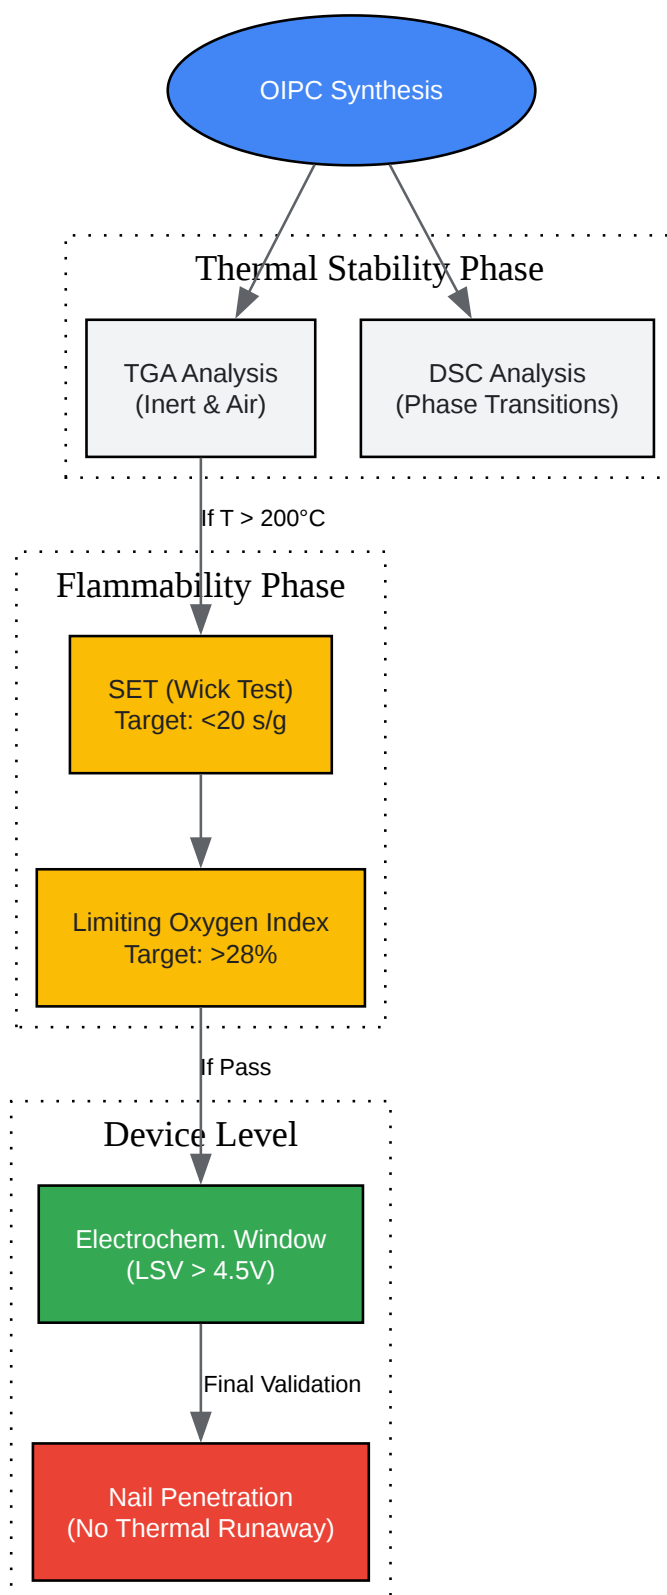 OIPC Synthesis
Thermal Stability Phase
TGA Analysis
(Inert & Air)
DSC Analysis
(Phase Transitions)
If T > 200°C
Flammability Phase
SET (Wick Test)
Target: <20 s/g
Limiting Oxygen Index
Target: >28%
If Pass
Device Level
Electrochem. Window
(LSV > 4.5V)
Final Validation
Nail Penetration
(No Thermal Runaway)